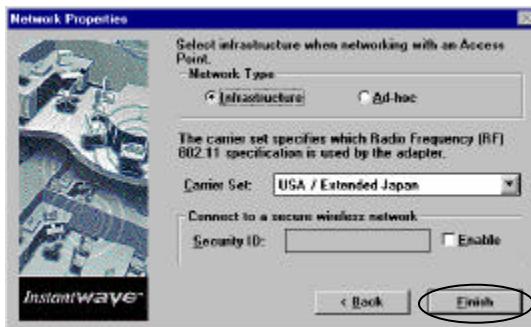 Network Properties
Select infrastructure when networking with an Access
Point.
Network Type
Infrastructure
Ad-hoc
The carrier set specifies which Radio Frequency (RF)
802.11 specification is used by the adapter.
Carrier Set:
USA / Extended Japan
Connect to a secure wireless network
Security ID:
Enable
Instantwave™
< Back
Finish